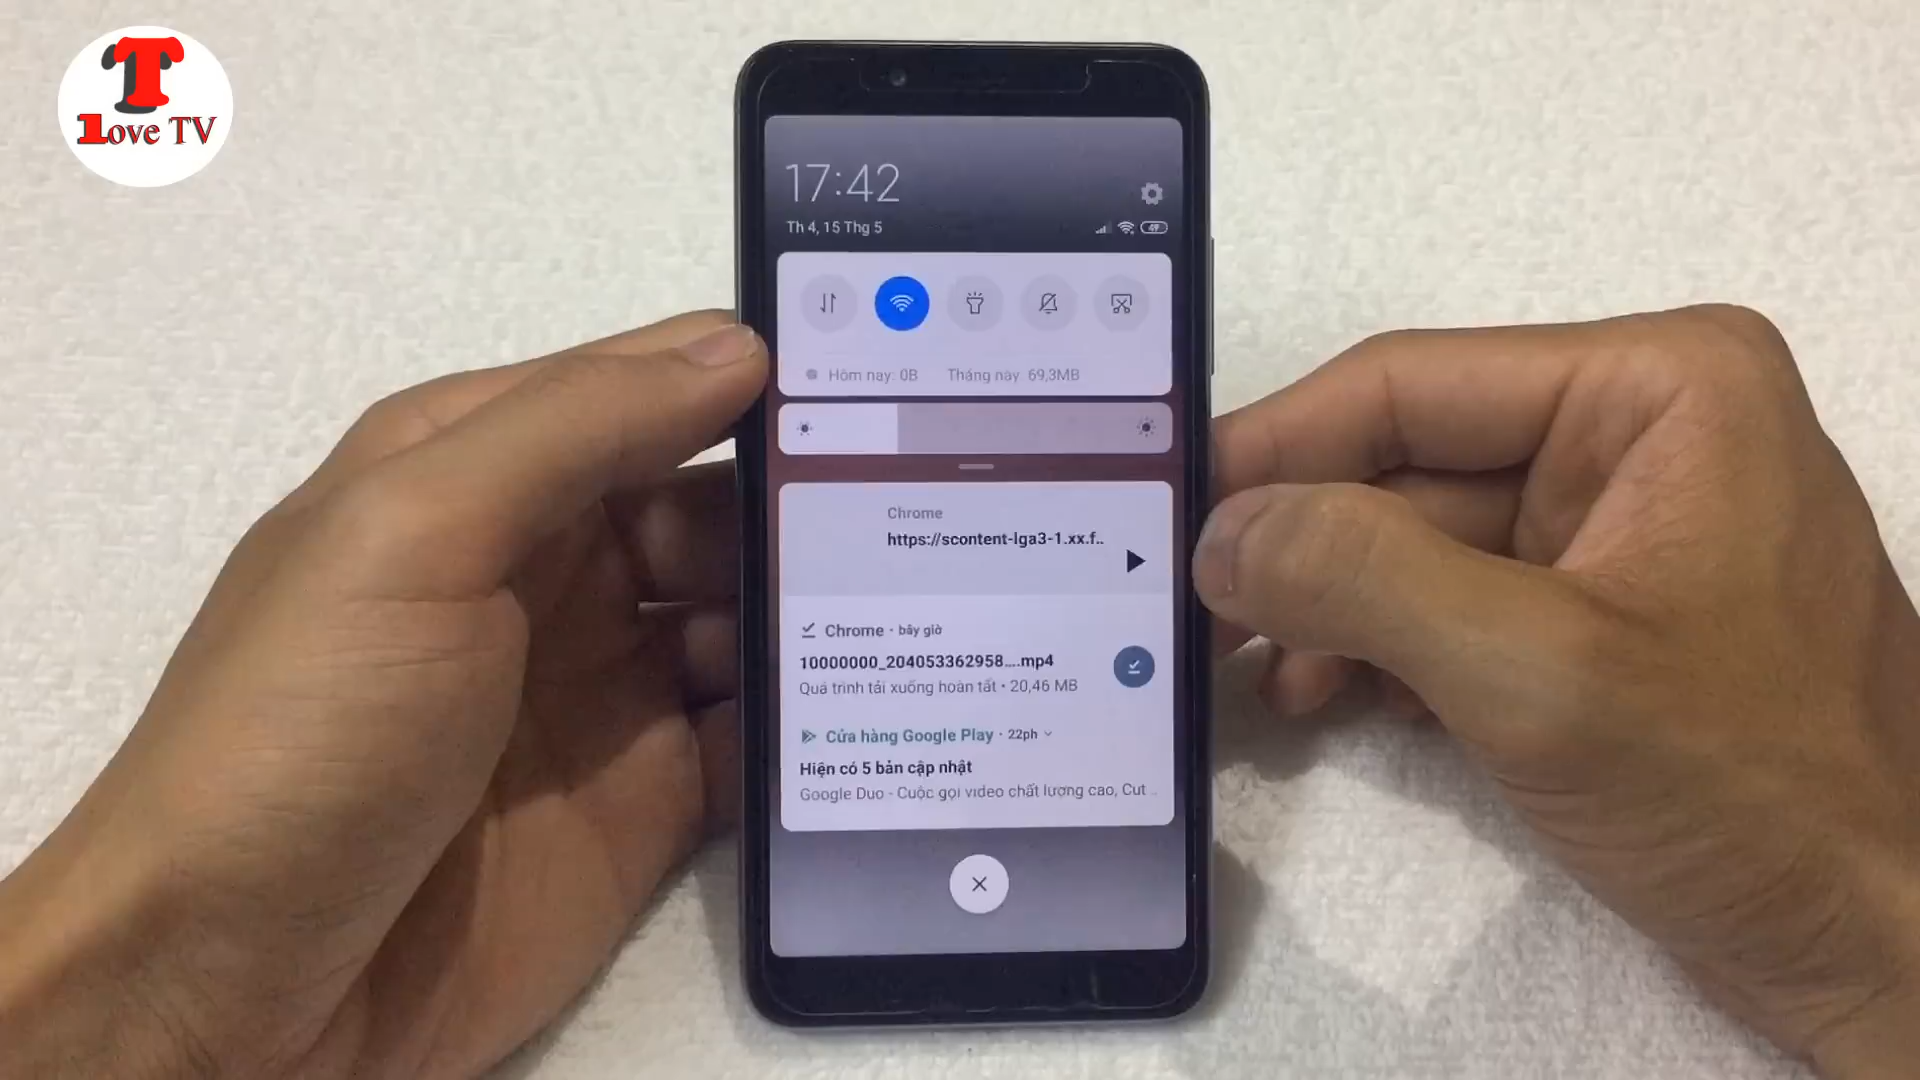 T
Love TV
17:42
Th 4, 15 Thg 5
49
Hôm nay: 0B
Tháng này: 69,3MB
Chrome
https://scontent-lga3-1.xx.f..
Chrome · bây giờ
10000000_204053362958....mp4
Quá trình tải xuống hoàn tất • 20,46 MB
Cửa hàng Google Play · 22ph
Hiện có 5 bản cập nhật
Google Duo - Cuộc gọi video chất lượng cao, Cut ..